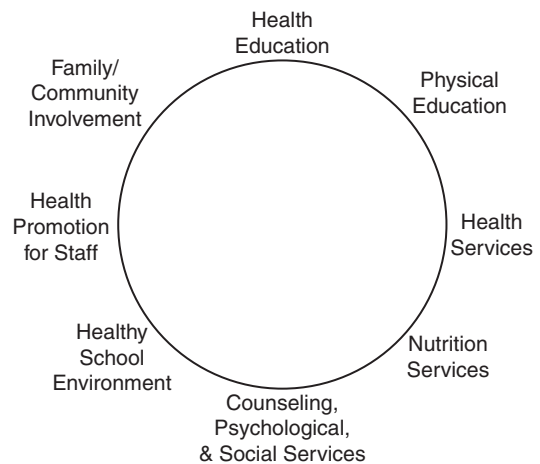 Health
Education
Physical
Education
Health
Services
Nutrition
Services
Counseling,
Psychological,
& Social Services
Healthy
School
Environment
Health
Promotion
for Staff
Family/
Community
Involvement